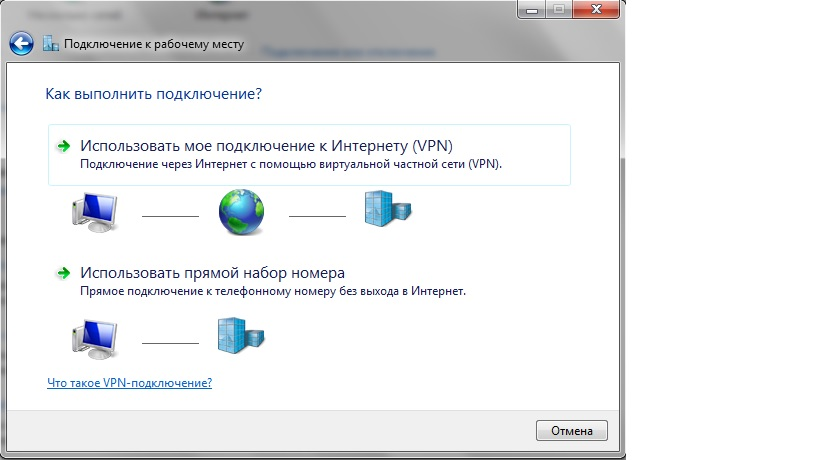 Интернет
Подключение к рабочему месту
Как выполнить подключение?
Использовать мое подключение к Интернету (VPN)
Подключение через Интернет с помощью виртуальной частной сети (VPN).
Использовать прямой набор номера
Прямое подключение к телефонному номеру без выхода в Интернет.
Что такое VPN-подключение?
Отмена